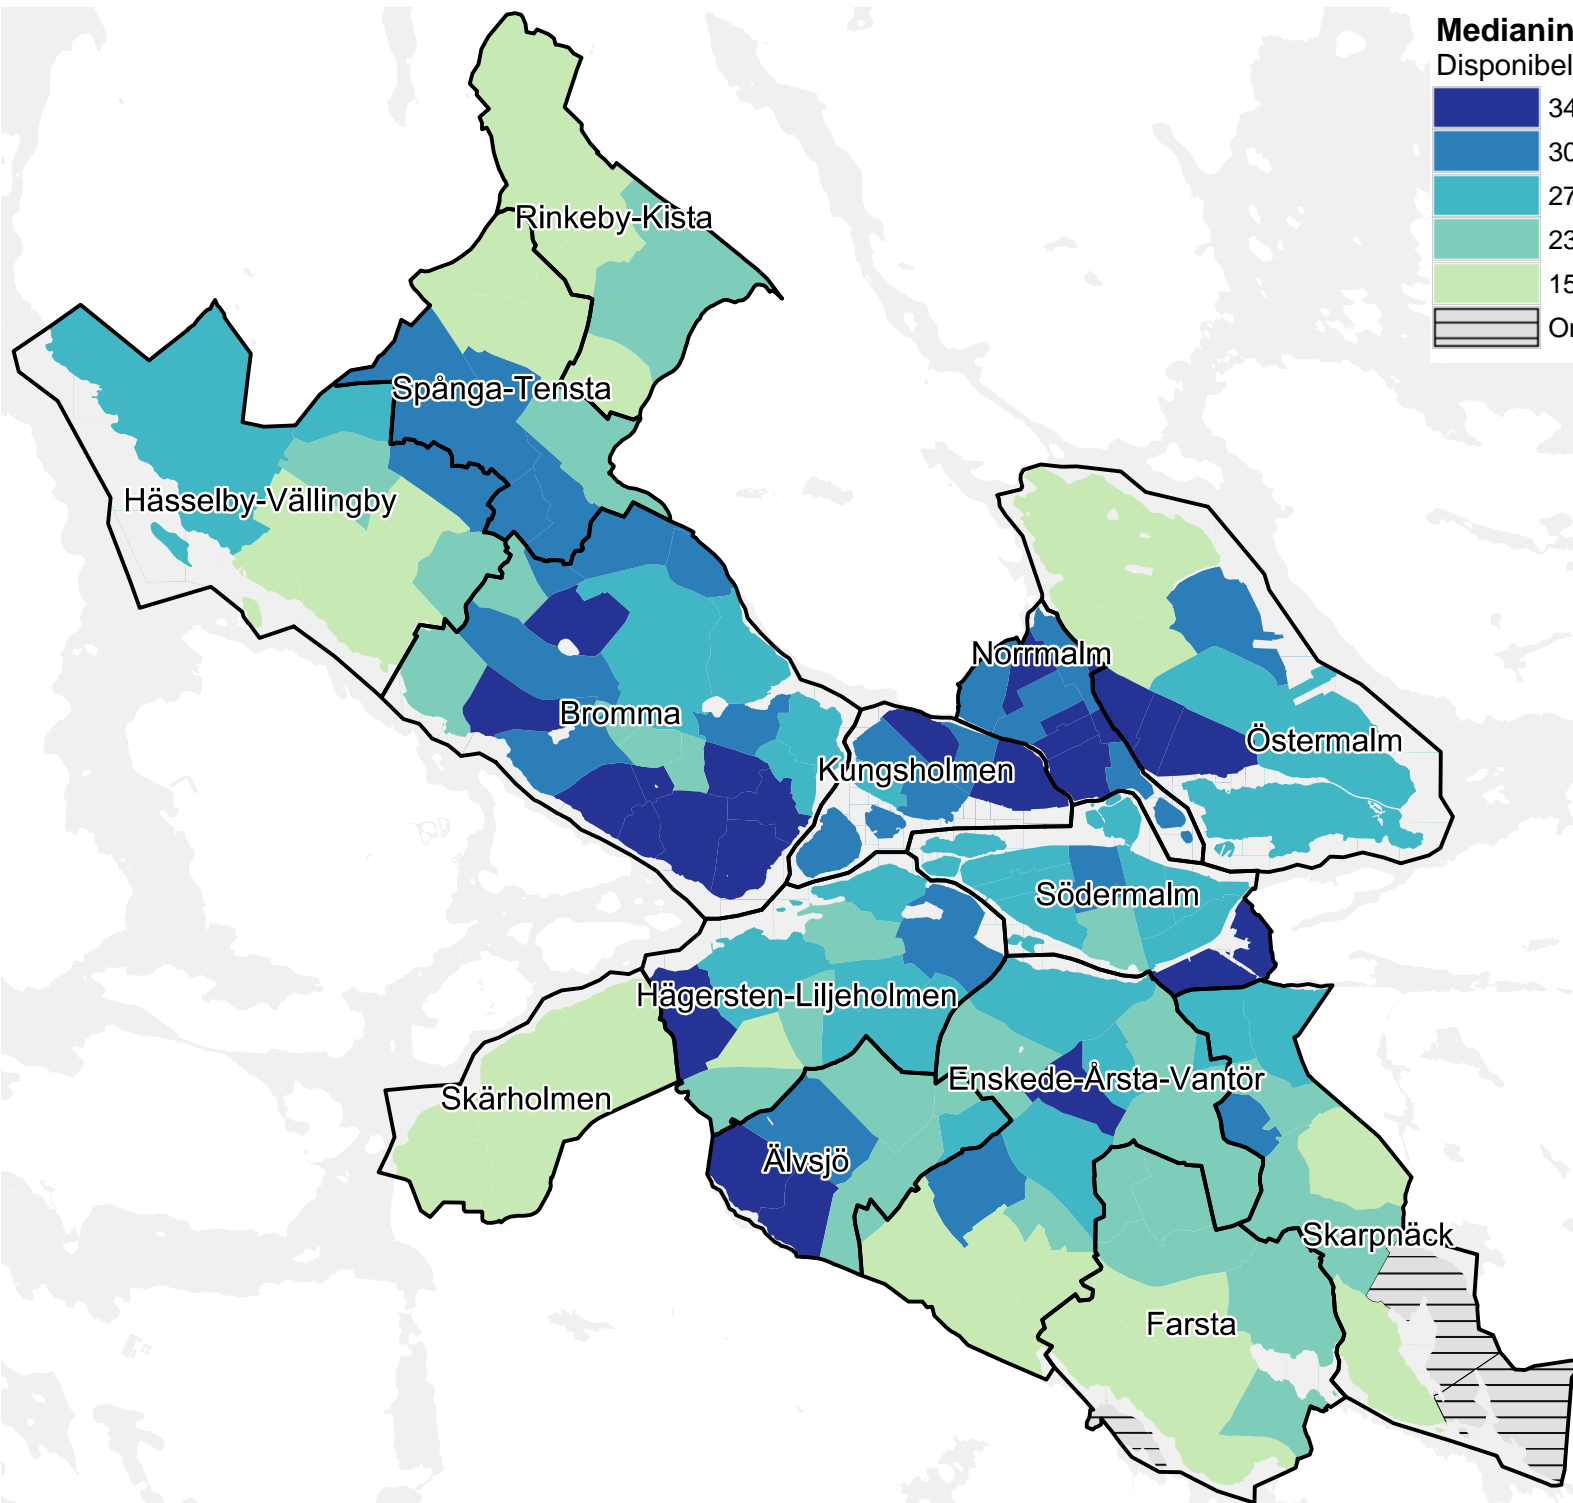 Medianin
Disponibel
34
30
27
23
15
Or
Rinkeby-Kista
Spånga-Tensta
Hässelby-Vällingby
Norrmalm
Bromma
Östermalm
Kungsholmen
Södermalm
Hägersten-Liljeholmen
Enskede-Årsta-Vantör
Skärholmen
Älvsjö
Skarpnäck
Farsta